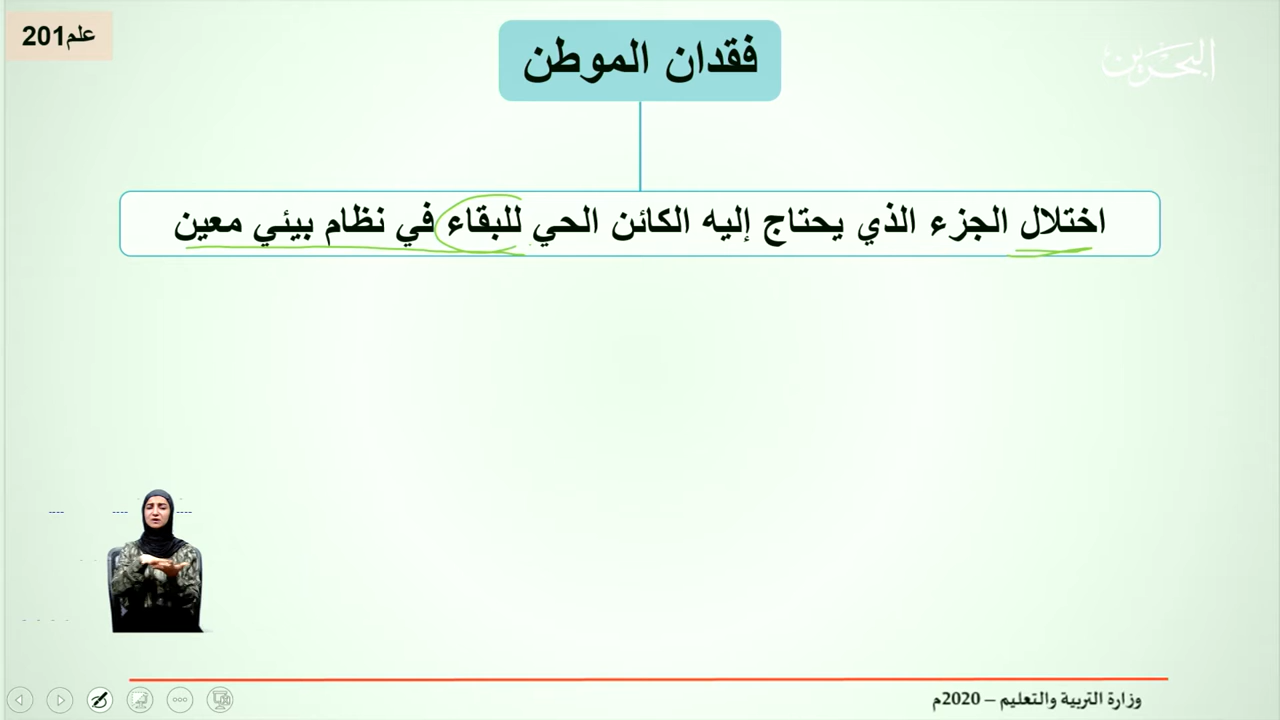 علم201
البحرين
فقدان الموطن
اختلال الجزء الذي يحتاج إليه الكائن الحي للبقاء في نظام بيئي معين
وزارة التربية والتعليم – 2020م